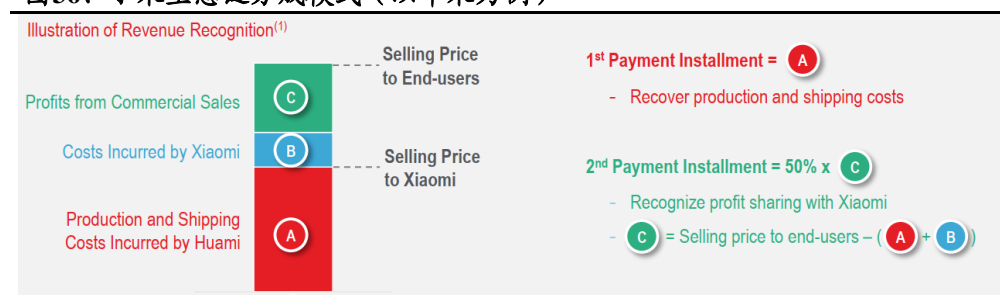 Illustration of Revenue Recognition(1)
Selling Price
to End-users
C
Profits from Commercial Sales
Costs Incurred by Xiaomi
B
Selling Price
to Xiaomi
Production and Shipping
Costs Incurred by Huami
A
1st Payment Installment = A
- Recover production and shipping costs
2nd Payment Installment = 50% x C
- Recognize profit sharing with Xiaomi
- C = Selling price to end-users – (A + B)